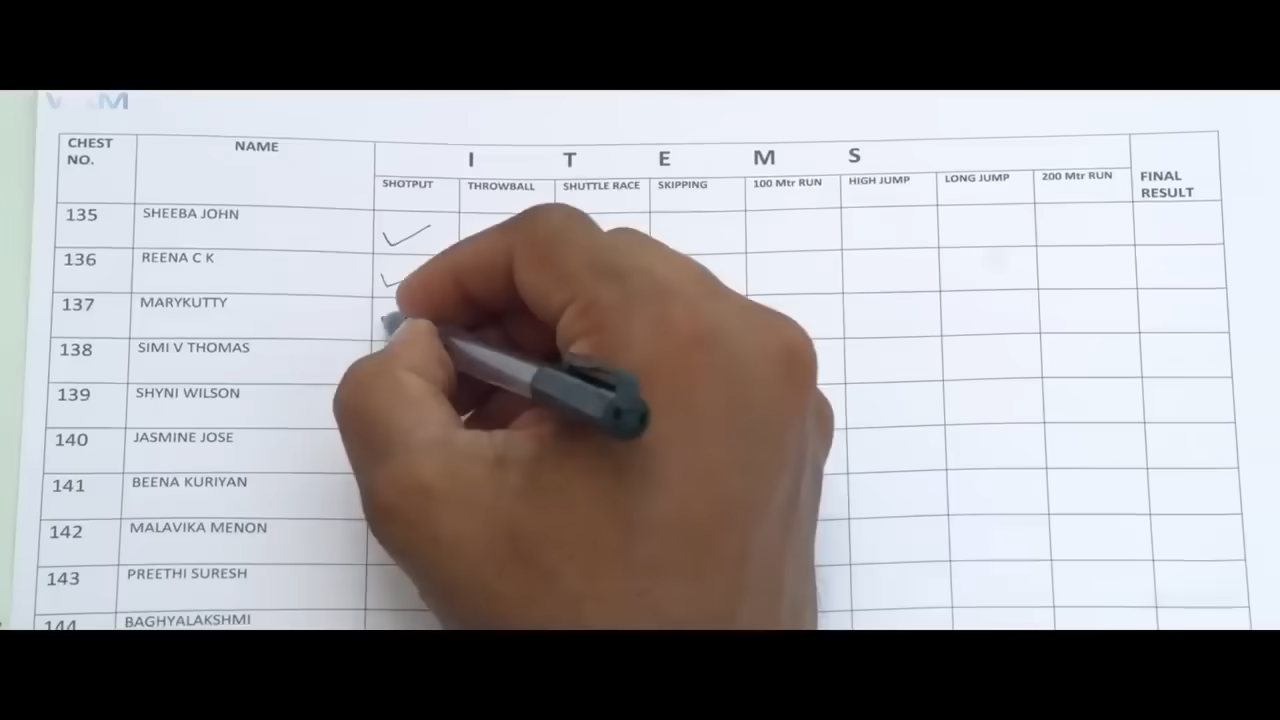 CHEST NO. NAME I T E M S FINAL RESULT
SHOTPUT THROWBALL SHUTTLE RACE SKIPPING 100 Mtr RUN HIGH JUMP LONG JUMP 200 Mtr RUN
135 SHEEBA JOHN
136 REENA C K
137 MARYKUTTY
138 SIMI V THOMAS
139 SHYNI WILSON
140 JASMINE JOSE
141 BEENA KURIYAN
142 MALAVIKA MENON
143 PREETHI SURESH
144 BAGHYALAKSHMI